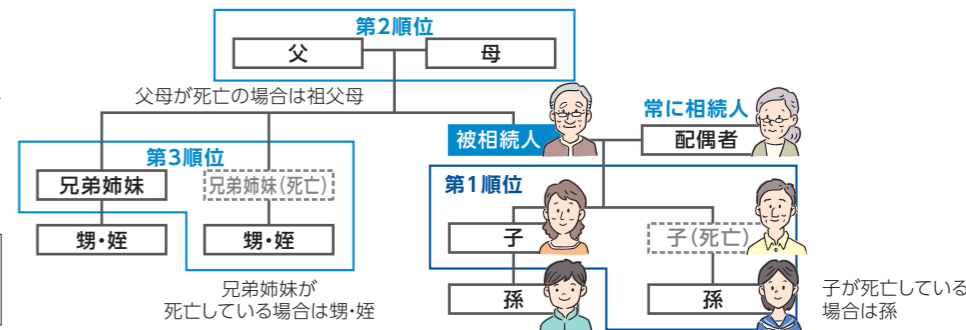 第2順位
父
母
父母が死亡の場合は祖父母
常に相続人
被相続人
配偶者
第3順位
兄弟姉妹
兄弟姉妹(死亡)
甥・姪
甥・姪
兄弟姉妹が
死亡している場合は甥・姪
第1順位
子
子(死亡)
孫
孫
子が死亡している
場合は孫